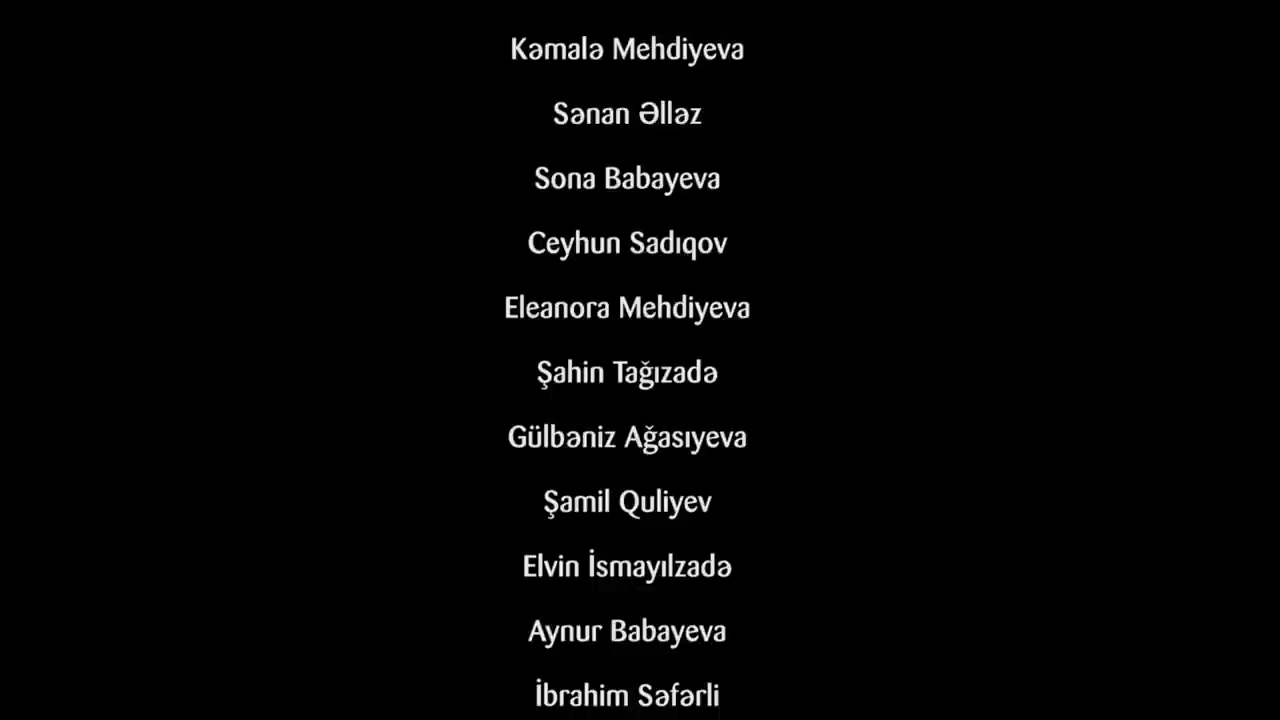 Kəmalə Mehdiyeva
Sənan Əlləz
Sona Babayeva
Ceyhun Sadıqov
Eleanora Mehdiyeva
Şahin Tağızadə
Gülbəniz Ağasıyeva
Şamil Quliyev
Elvin İsmayılzadə
Aynur Babayeva
İbrahim Səfərli